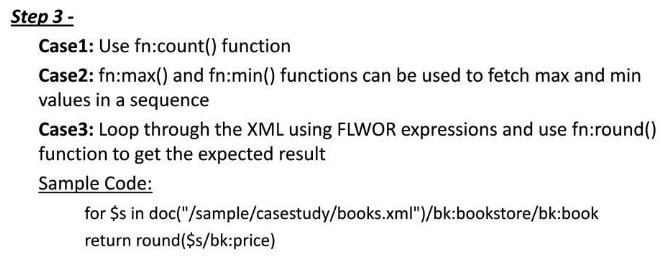 Step 3 -
Case1: Use fn:count() function
Case2: fn:max() and fn:min() functions can be used to fetch max and min
values in a sequence
Case3: Loop through the XML using FLWOR expressions and use fn:round()
function to get the expected result
Sample Code:
for $s in doc("/sample/casestudy/books.xml")/bk:bookstore/bk:book
return round($s/bk:price)